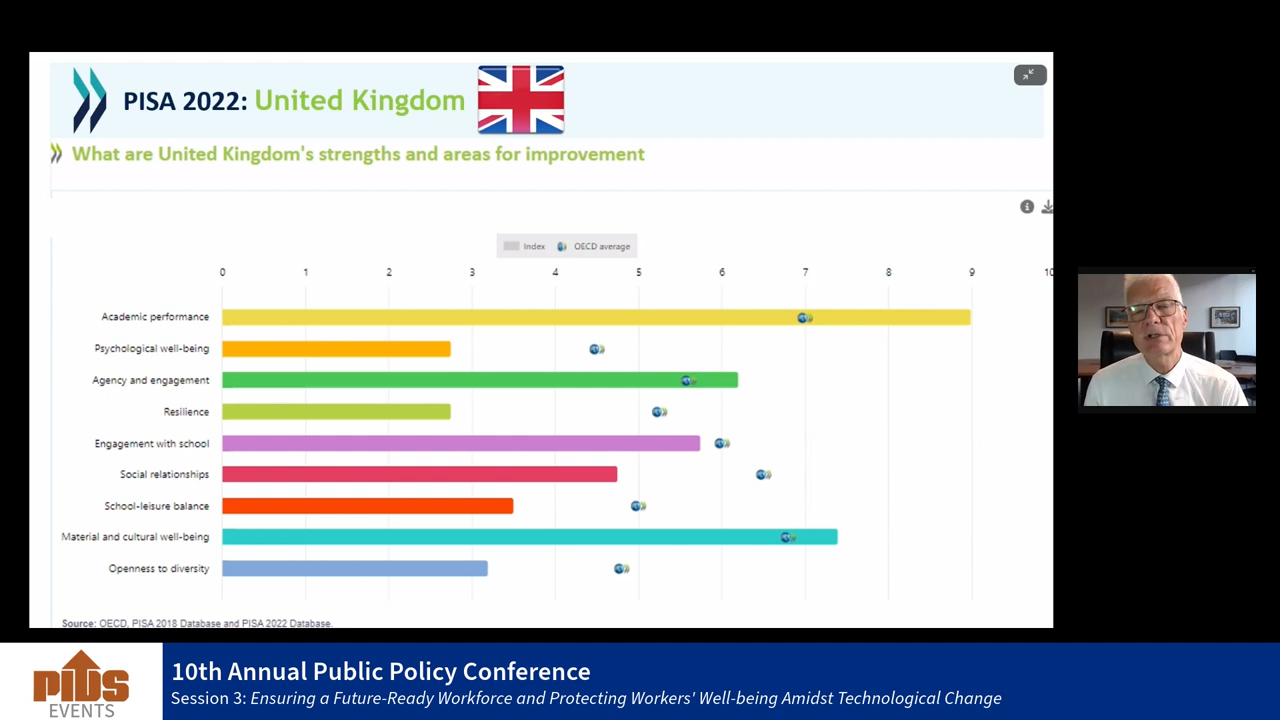 PISA 2022: United Kingdom
What are United Kingdom's strengths and areas for improvement
Index OECD average
0 1 2 3 4 5 6 7 8 9 10
Academic performance
Psychological well-being
Agency and engagement
Resilience
Engagement with school
Social relationships
School-leisure balance
Material and cultural well-being
Openness to diversity
Source: OECD, PISA 2018 Database and PISA 2022 Database.
PIDS
EVENTS
10th Annual Public Policy Conference
Session 3: Ensuring a Future-Ready Workforce and Protecting Workers' Well-being Amidst Technological Change